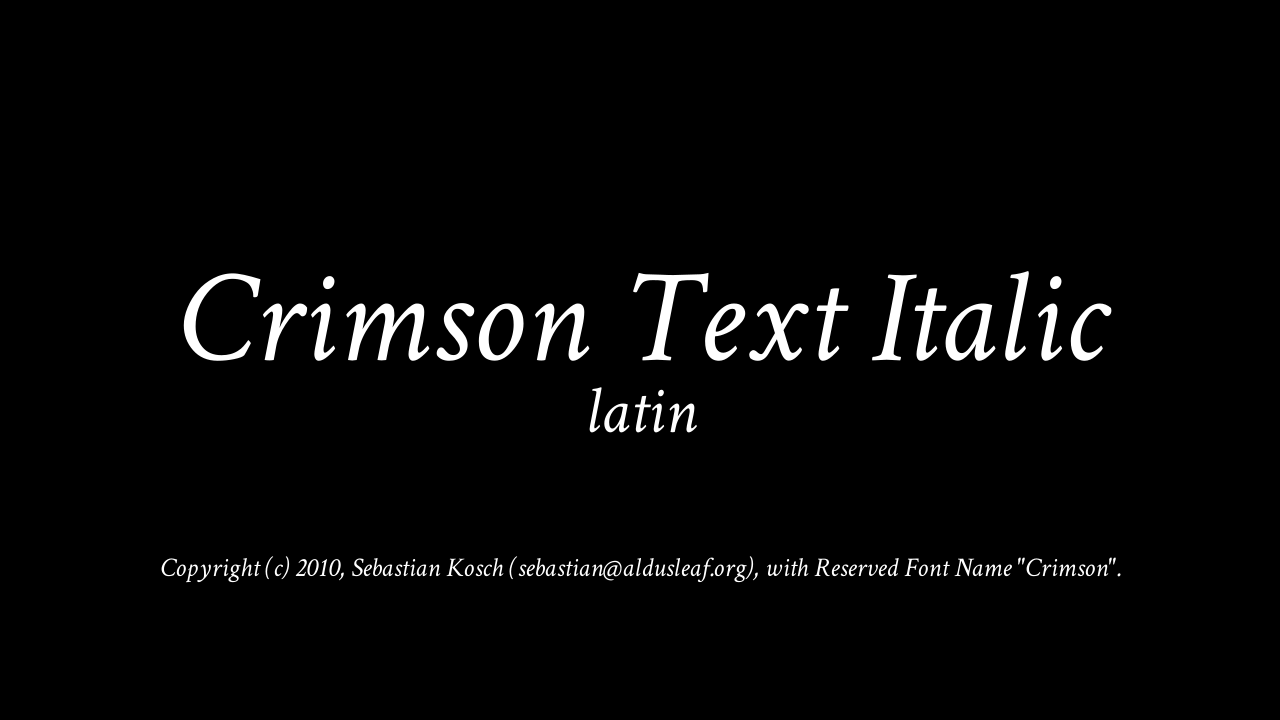 Crimson Text Italic
latin
Copyright (c) 2010, Sebastian Kosch (sebastian@aldusleaf.org), with Reserved Font Name "Crimson".